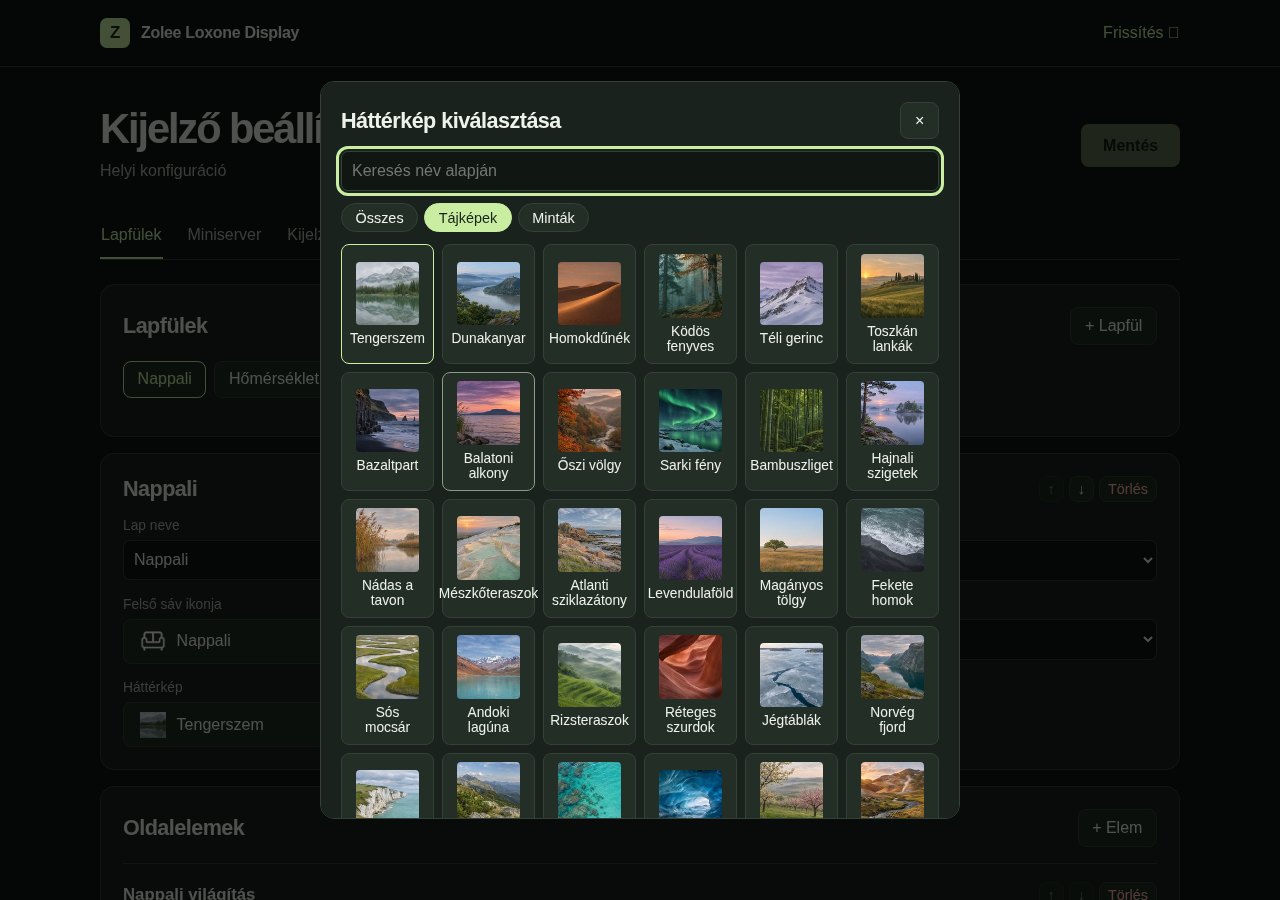 Z Zolee Loxone Display
Frissítés
Kijelző beállí
Helyi konfiguráció
Mentés
Lapfülek Miniserver Kijelz
Lapfülek
+ Lapfül
Nappali Hőmérséklet
Nappali
↑ ↓ Törlés
Lap neve
Nappali
Felső sáv ikonja
Nappali
Háttérkép
Tengerszem
Oldalelemek
+ Elem
Nappali világítás
↑ ↓ Törlés
Háttérkép kiválasztása
×
Keresés név alapján
Összes Tájképek Minták
Tengerszem
Dunakanyar
Homokdűnék
Ködös
fenyves
Téli gerinc
Toszkán
lankák
Bazaltpart
Balatoni
alkony
Őszi völgy
Sarki fény
Bambuszliget
Hajnali
szigetek
Nádas a
tavon
Mészkőteraszok
Atlanti
sziklazátony
Levendulaföld
Magányos
tölgy
Fekete
homok
Sós
mocsár
Andoki
lagúna
Rizsteraszok
Réteges
szurdok
Jégtáblák
Norvég
fjord